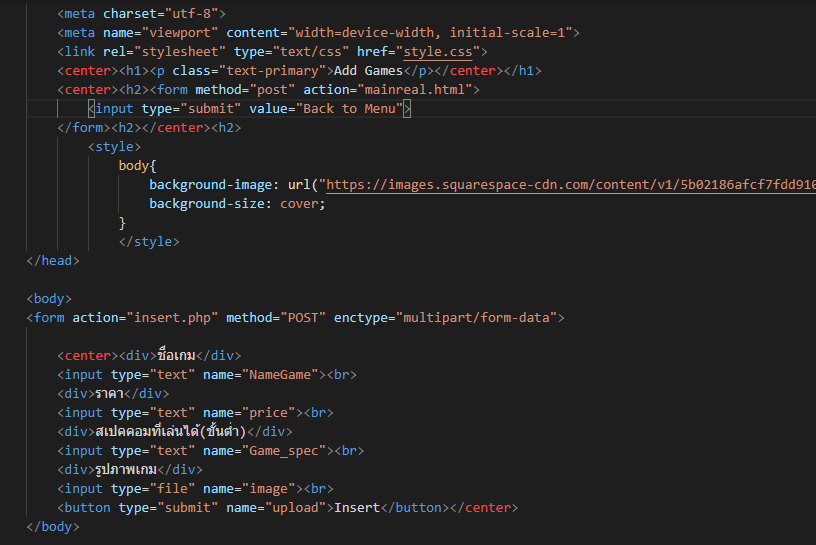 <meta charset="utf-8">
<meta name="viewport" content="width=device-width, initial-scale=1">
<link rel="stylesheet" type="text/css" href="style.css">
<center><h1><p class="text-primary">Add Games</p></center></h1>
<center><h2><form method="post" action="mainreal.html">
<input type="submit" value="Back to Menu">
</form><h2></center><h2>
<style>
body{
background-image: url("https://images.squarespace-cdn.com/content/v1/5b02186afcf7fdd910
background-size: cover;
}
</style>
</head>
<body>
<form action="insert.php" method="POST" enctype="multipart/form-data">
<center><div>ชื่อเกม</div>
<input type="text" name="NameGame"><br>
<div>ราคา</div>
<input type="text" name="price"><br>
<div>สเปคคอมที่เล่นได้(ขั้นต่ำ)</div>
<input type="text" name="Game_spec"><br>
<div>รูปภาพเกม</div>
<input type="file" name="image"><br>
<button type="submit" name="upload">Insert</button></center>
</body>